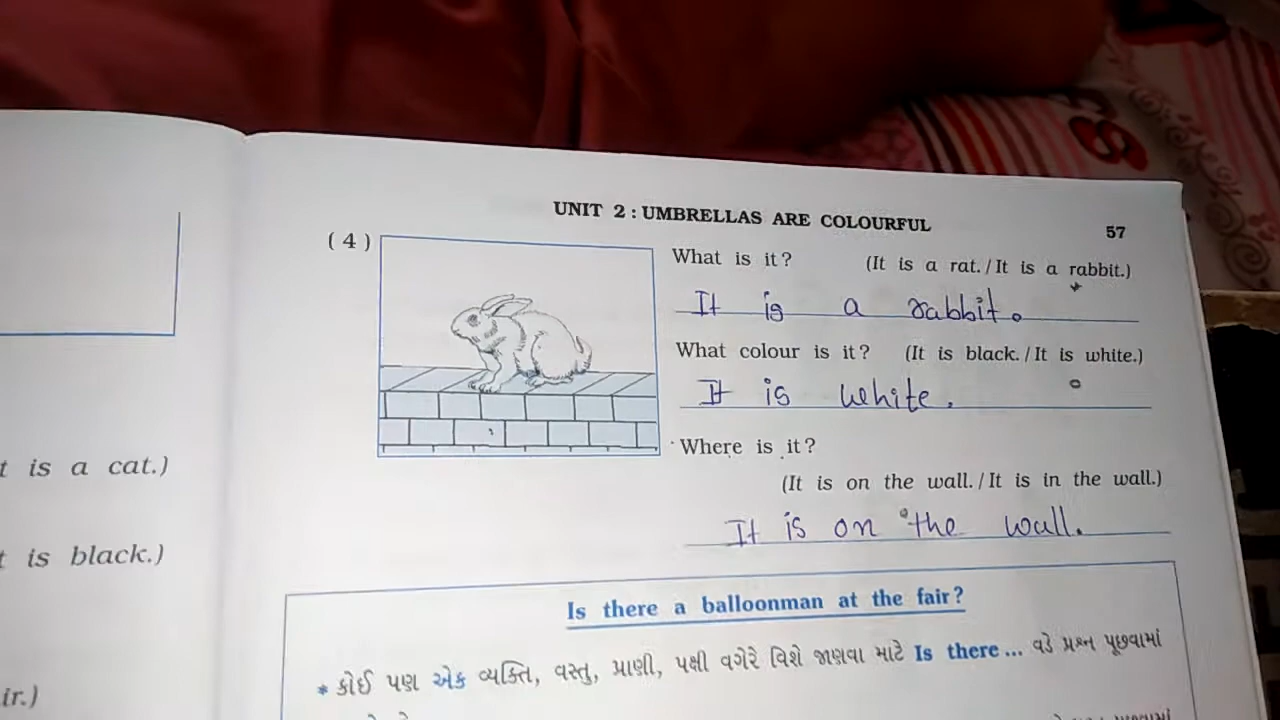 UNIT 2 : UMBRELLAS ARE COLOURFUL 57
( 4 )
What is it? (It is a rat. / It is a rabbit.)
It is a rabbit.
What colour is it? (It is black. / It is white.)
It is white.
Where is it?
(It is on the wall. / It is in the wall.)
It is on the wall.
is a cat.)
is black.)
Is there a balloonman at the fair?
* કોઈ પણ એક વ્યક્તિ, વસ્તુ, પ્રાણી, પક્ષી વગેરે વિશે જાણવા માટે Is there ... વડે પ્રશ્ન પૂછવામાં